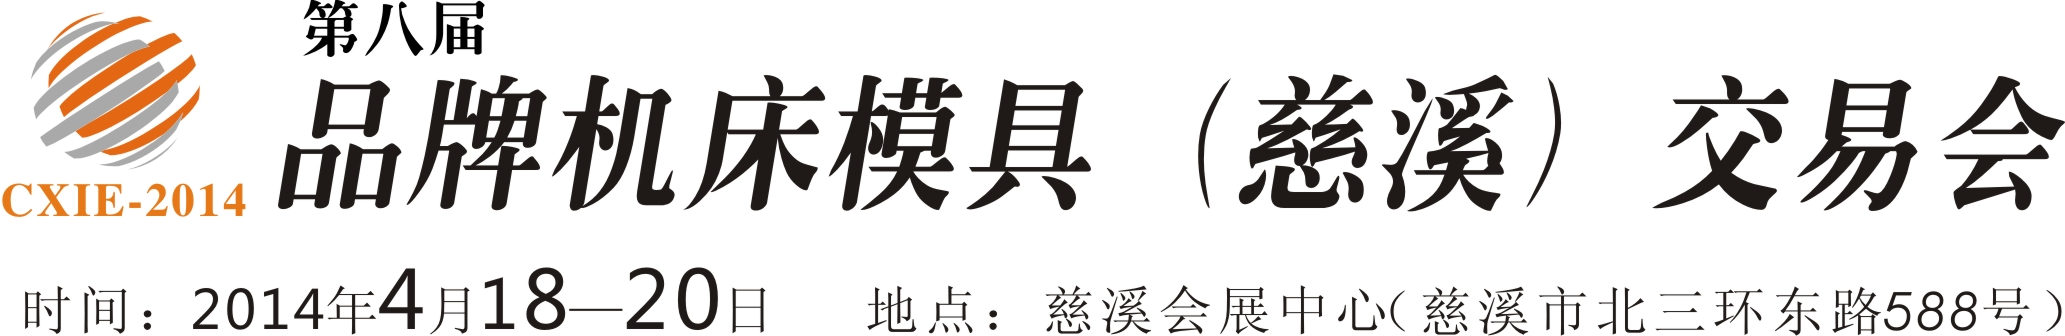 第八届
品牌机床模具（慈溪）交易会
CXIE-2014
时间：2014年4月18—20日 地点：慈溪会展中心（慈溪市北三环东路588号）